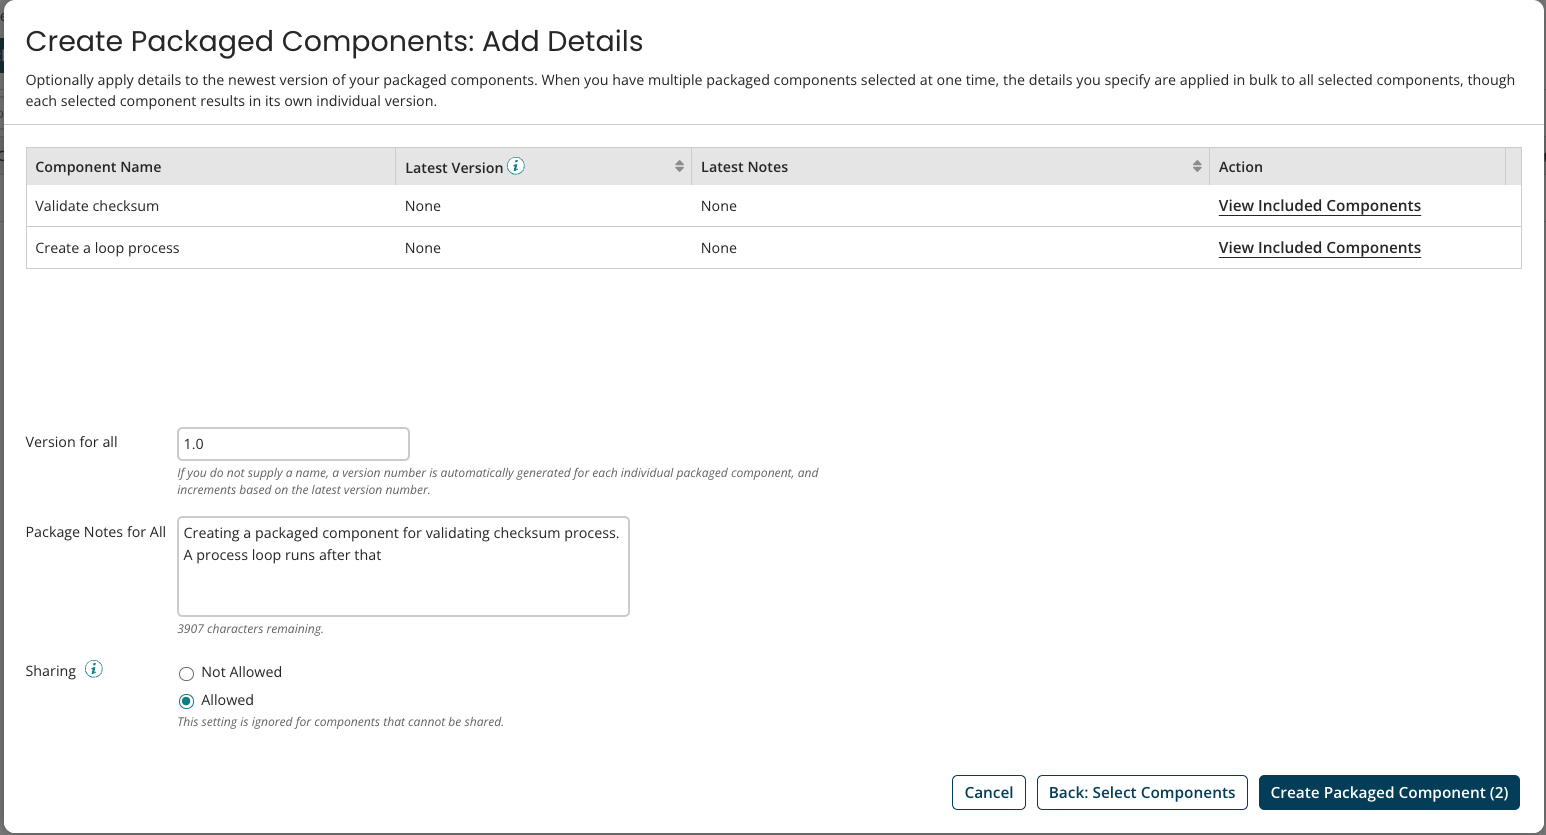 Create Packaged Components: Add Details
Optionally apply details to the newest version of your packaged components. When you have multiple packaged components selected at one time, the details you specify are applied in bulk to all selected components, though
each selected component results in its own individual version.
Component Name Latest Version i Latest Notes Action
Validate checksum None None View Included Components
Create a loop process None None View Included Components
Version for all 1.0
If you do not supply a name, a version number is automatically generated for each individual packaged component, and
increments based on the latest version number.
Package Notes for All Creating a packaged component for validating checksum process.
A process loop runs after that
3907 characters remaining.
Sharing i Not Allowed
Allowed
This setting is ignored for components that cannot be shared.
Cancel Back: Select Components Create Packaged Component (2)